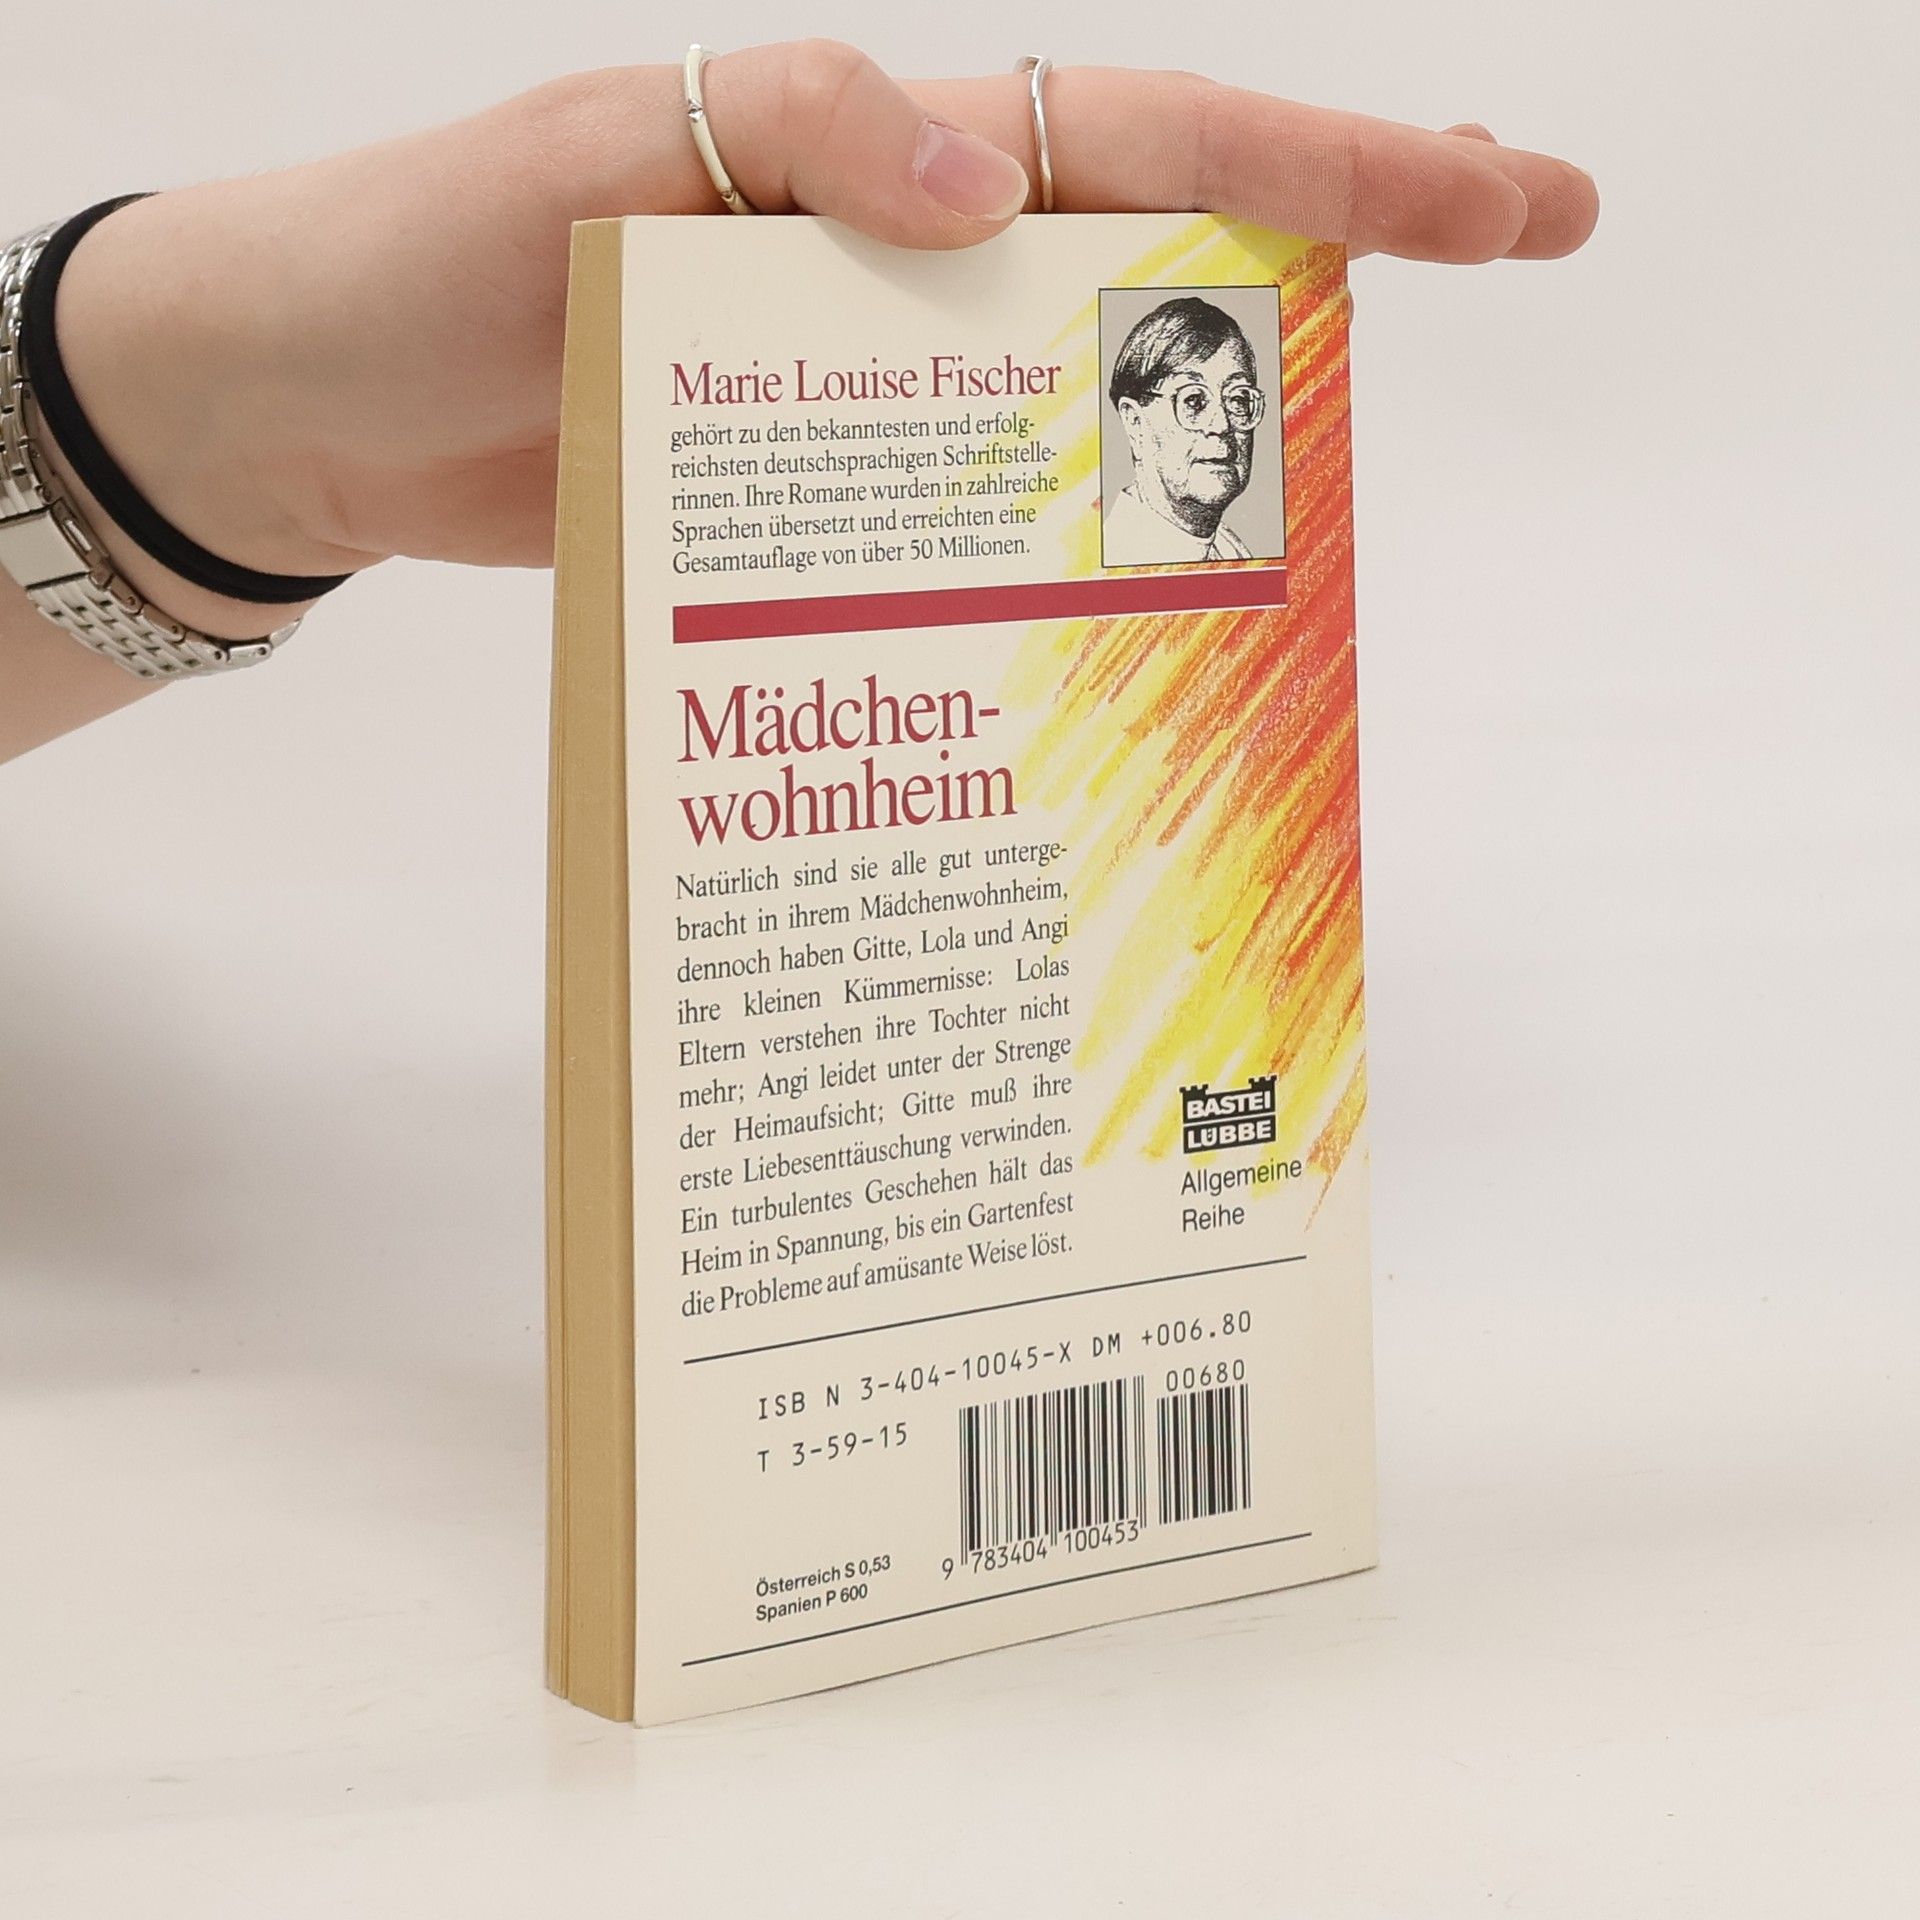 Marie Louise Fischer
gehört zu den bekanntesten und erfolg-
reichsten deutschsprachigen Schriftstelle-
rinnen. Ihre Romane wurden in zahlreiche
Sprachen übersetzt und erreichten eine
Gesamtauflage von über 50 Millionen.
Mädchen-
wohnheim
Natürlich sind sie alle gut unterge-
bracht in ihrem Mädchenwohnheim,
dennoch haben Gitte, Lola und Angi
ihre kleinen Kümmernisse: Lolas
Eltern verstehen ihre Tochter nicht
mehr; Angi leidet unter der Strenge
der Heimaufsicht; Gitte muß ihre
erste Liebesenttäuschung verwinden.
Ein turbulentes Geschehen hält das
Heim in Spannung, bis ein Gartenfest
die Probleme auf amüsante Weise löst.
BASTEI
LÜBBE
Allgemeine
Reihe
ISB N 3-404-10045-X DM +006.80
T 3-59-15
00680
9 783404 100453
Österreich S 0,53
Spanien P 600